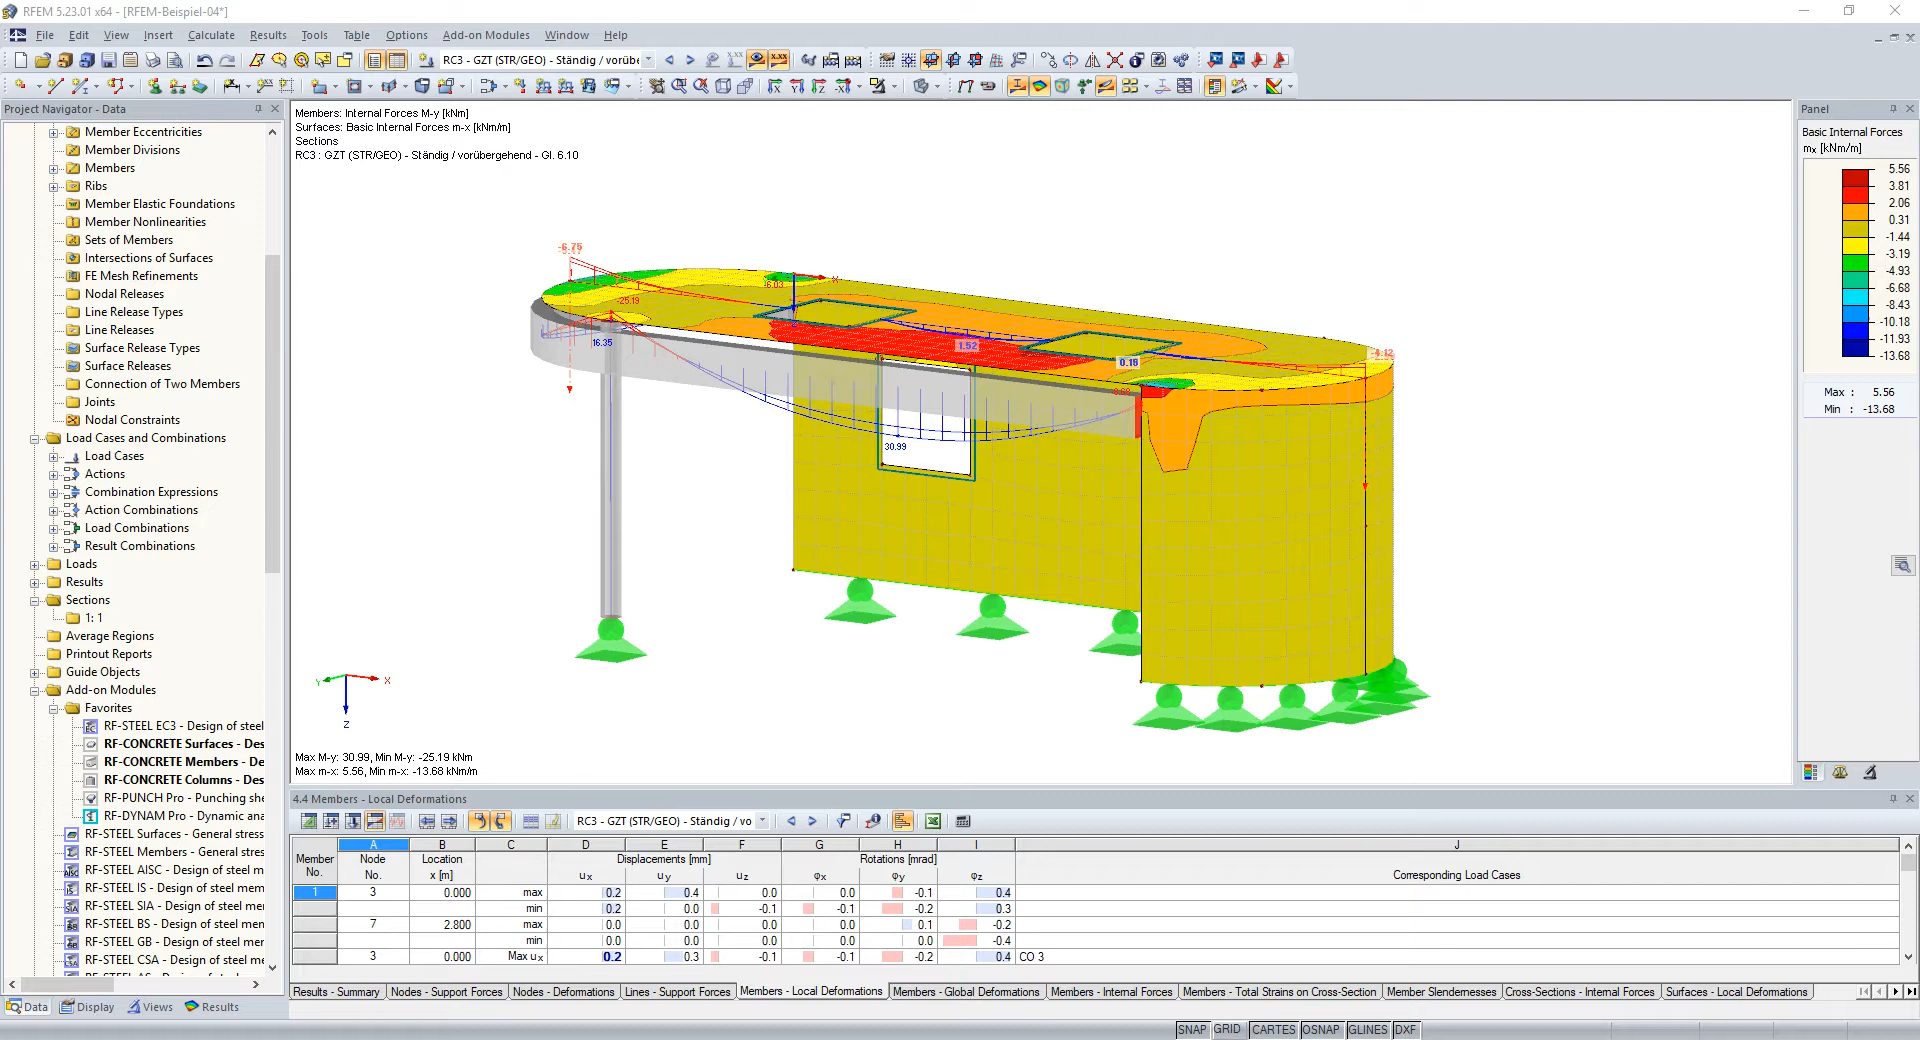 RFEM 5.23.01 x64 - [RFEM-Beispiel-04*]
File Edit View Insert Calculate Results Tools Table Options Add-on Modules Window Help
RC3 - GZT (STR/GEO) - Ständig / vorübe
Project Navigator - Data
Member Eccentricities
Member Divisions
Members
Ribs
Member Elastic Foundations
Member Nonlinearities
Sets of Members
Intersections of Surfaces
FE Mesh Refinements
Nodal Releases
Line Release Types
Line Releases
Surface Release Types
Surface Releases
Connection of Two Members
Joints
Nodal Constraints
Load Cases and Combinations
Load Cases
Actions
Combination Expressions
Action Combinations
Load Combinations
Result Combinations
Loads
Results
Sections
1: 1
Average Regions
Printout Reports
Guide Objects
Add-on Modules
Favorites
RF-STEEL EC3 - Design of steel
RF-CONCRETE Surfaces - Des
RF-CONCRETE Members - De
RF-CONCRETE Columns - Des
RF-PUNCH Pro - Punching she
RF-DYNAM Pro - Dynamic ana
RF-STEEL Surfaces - General stress
RF-STEEL Members - General stress
RF-STEEL AISC - Design of steel mer
RF-STEEL IS - Design of steel mem
RF-STEEL SIA - Design of steel mem
RF-STEEL BS - Design of steel mem
RF-STEEL GB - Design of steel mem
RF-STEEL CSA - Design of steel mer
Data Display Views Results
Members: Internal Forces M-y [kNm]
Surfaces: Basic Internal Forces m-x [kNm/m]
Sections
RC3 : GZT (STR/GEO) - Ständig / vorübergehend - Gl. 6.10
-6.75
-25.19
16.35
X
1.52
0.18
30.99
Y X
Z
Max M-y: 30.99, Min M-y: -25.19 kNm
Max m-x: 5.56, Min m-x: -13.68 kNm/m
Panel
Basic Internal Forces
mx [kNm/m]
5.56
3.81
2.06
0.31
-1.44
-3.19
-4.93
-6.68
-8.43
-10.18
-11.93
-13.68
Max : 5.56
Min : -13.68
4.4 Members - Local Deformations
RC3 - GZT (STR/GEO) - Ständig / vo
A B C D E F G H I J
Member Node Location Displacements [mm] Rotations [mrad]
No. No. x [m] ux uy uz φx φy φz Corresponding Load Cases
1 3 0.000 max 0.2 0.4 0.0 0.0 -0.1 0.4
min 0.2 0.0 -0.1 -0.1 -0.2 0.3
7 2.800 max 0.0 0.0 0.0 0.0 0.1 -0.2
min 0.0 0.0 -0.1 0.0 0.0 -0.4
3 0.000 Max ux 0.2 0.3 -0.1 -0.1 -0.2 0.4 CO 3
Results - Summary Nodes - Support Forces Nodes - Deformations Lines - Support Forces Members - Local Deformations Members - Global Deformations Members - Internal Forces Members - Total Strains on Cross-Section Member Slendernesses Cross-Sections - Internal Forces Surfaces - Local Deformations
SNAP GRID CARTES OSNAP GLINES DXF